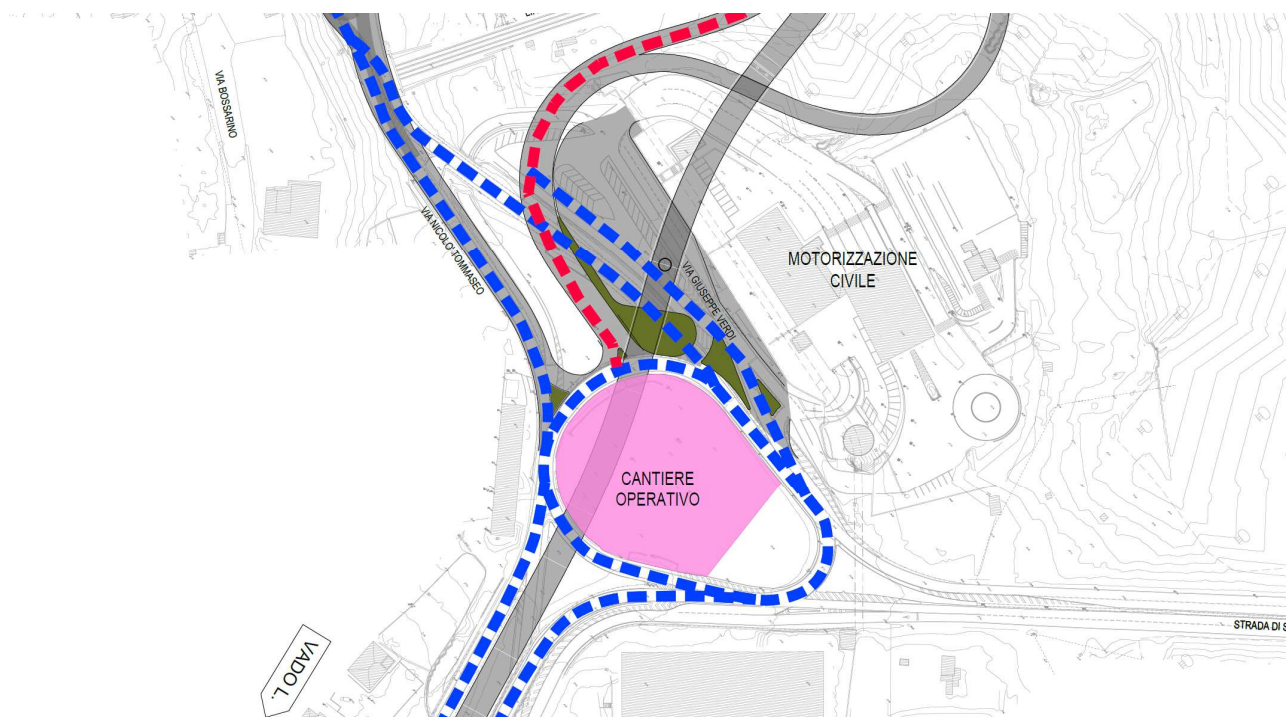 VIA BOSSARINO
VIA NICOLO' TOMMASEO
VIA GIUSEPPE VERDI
MOTORIZZAZIONE
CIVILE
CANTIERE
OPERATIVO
STRADA DI S
VADO L.